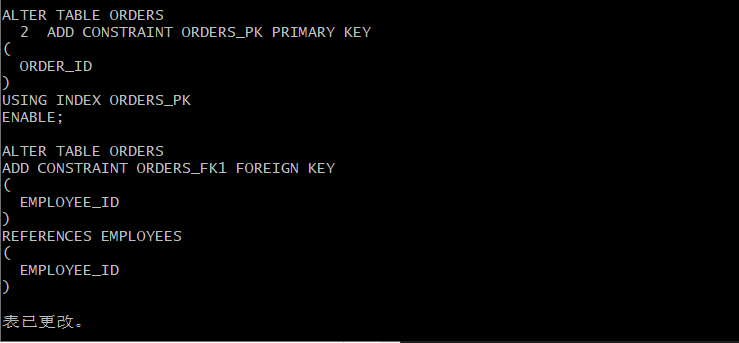 ALTER TABLE ORDERS
  2  ADD CONSTRAINT ORDERS_PK PRIMARY KEY
(
  ORDER_ID
)
USING INDEX ORDERS_PK
ENABLE;

ALTER TABLE ORDERS
ADD CONSTRAINT ORDERS_FK1 FOREIGN KEY
(
  EMPLOYEE_ID
)
REFERENCES EMPLOYEES
(
  EMPLOYEE_ID
)

表已更改。